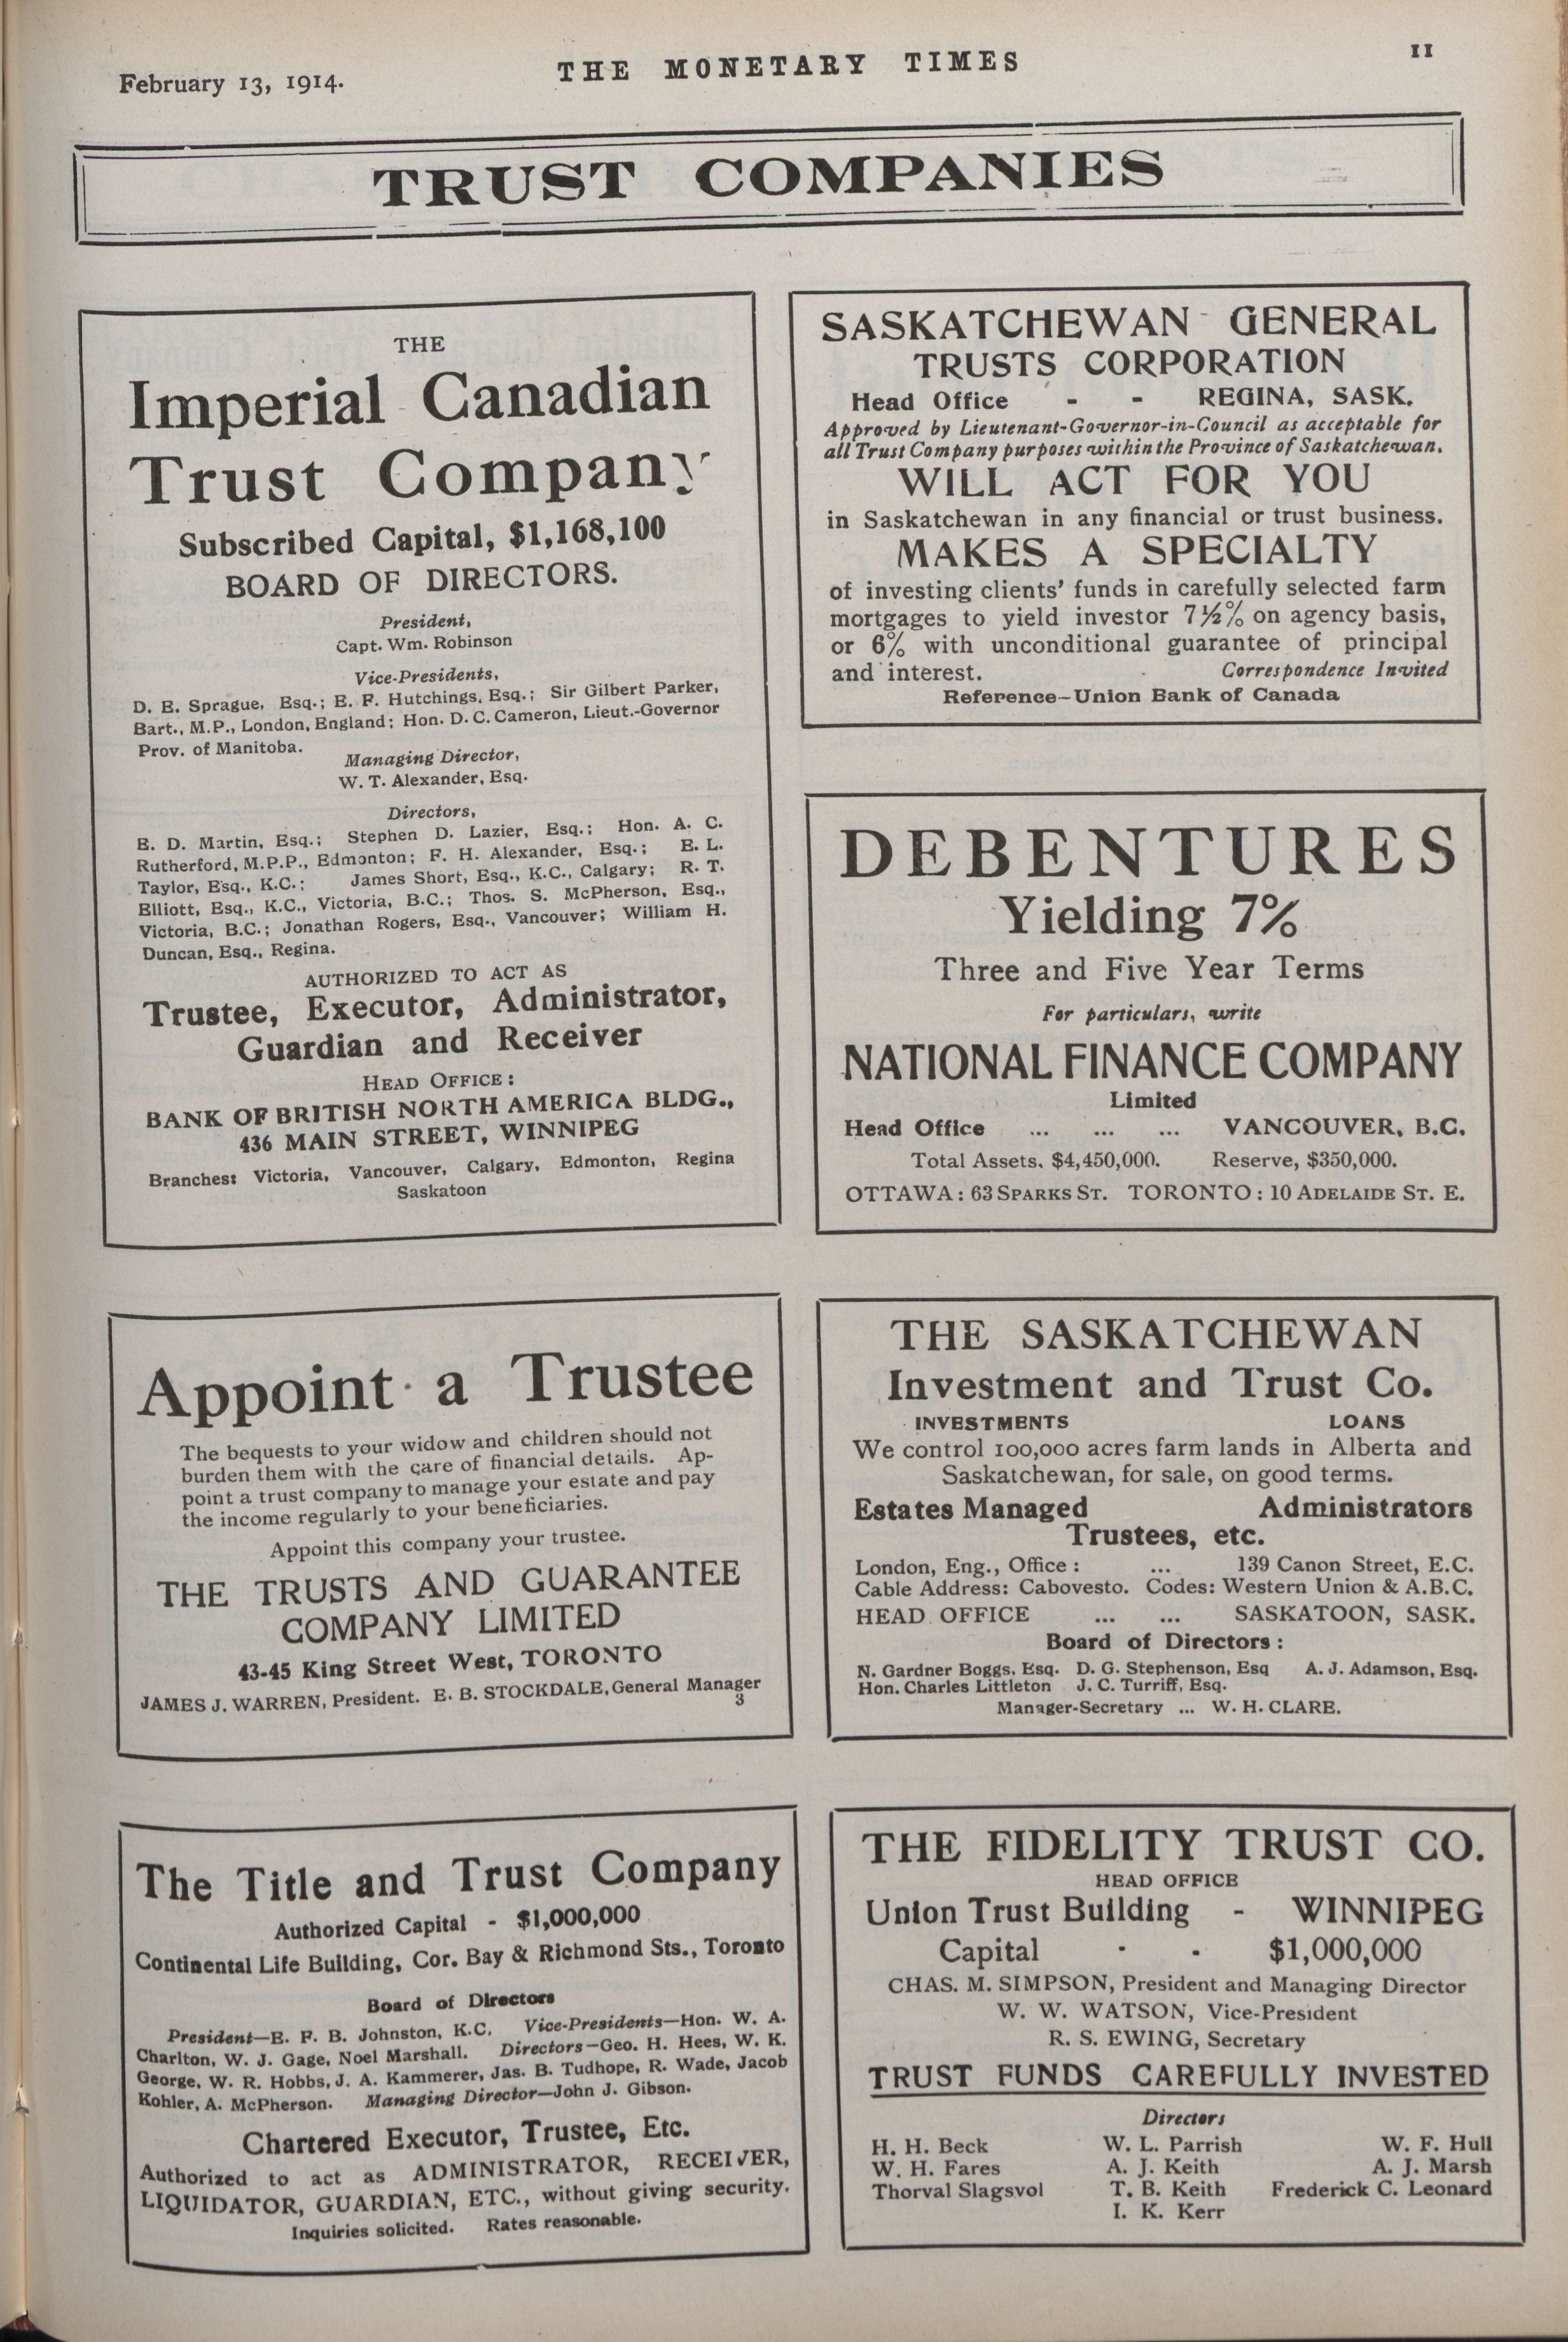 February 13, 1914.
THE MONETARY TIMES
11
TRUST COMPANIES
THE
Imperial Canadian
Trust Company
Subscribed Capital, $1,168,100
BOARD OF DIRECTORS.
President,
Capt. Wm. Robinson
Vice-Presidents,
D. E. Sprague, Esq.; E. F. Hutchings, Esq.; Sir Gilbert Parker,
Bart., M.P., London, England; Hon. D. C. Cameron, Lieut.-Governor
Prov. of Manitoba.
Managing Director,
W. T. Alexander, Esq.
Directors,
E. D. Martin, Esq.; Stephen D. Lazier, Esq.; Hon. A. C.
Rutherford, M.P.P., Edmonton; F. H. Alexander, Esq.; E. L.
Taylor, Esq., K.C.; James Short, Esq., K.C., Calgary; R. T.
Elliott, Esq., K.C., Victoria, B.C.; Thos. S. McPherson, Esq.,
Victoria, B.C.; Jonathan Rogers, Esq., Vancouver; William H.
Duncan, Esq., Regina.
AUTHORIZED TO ACT AS
Trustee, Executor, Administrator,
Guardian and Receiver
HEAD OFFICE:
BANK OF BRITISH NORTH AMERICA BLDG.,
436 MAIN STREET, WINNIPEG
Branches: Victoria, Vancouver, Calgary, Edmonton, Regina
Saskatoon
SASKATCHEWAN GENERAL
TRUSTS CORPORATION
Head Office - - REGINA, SASK.
Approved by Lieutenant-Governor-in-Council as acceptable for
all Trust Company purposes within the Province of Saskatchewan.
WILL ACT FOR YOU
in Saskatchewan in any financial or trust business.
MAKES A SPECIALTY
of investing clients' funds in carefully selected farm
mortgages to yield investor 7½% on agency basis,
or 6% with unconditional guarantee of principal
and interest. Correspondence Invited
Reference—Union Bank of Canada
DEBENTURES
Yielding 7%
Three and Five Year Terms
For particulars, write
NATIONAL FINANCE COMPANY
Limited
Head Office ... ... ... VANCOUVER, B.C.
Total Assets, $4,450,000. Reserve, $350,000.
OTTAWA: 63 SPARKS ST. TORONTO: 10 ADELAIDE ST. E.
Appoint a Trustee
The bequests to your widow and children should not
burden them with the care of financial details. Ap-
point a trust company to manage your estate and pay
the income regularly to your beneficiaries.
Appoint this company your trustee.
THE TRUSTS AND GUARANTEE
COMPANY LIMITED
43-45 King Street West, TORONTO
JAMES J. WARREN, President. E. B. STOCKDALE, General Manager
3
THE SASKATCHEWAN
Investment and Trust Co.
INVESTMENTS LOANS
We control 100,000 acres farm lands in Alberta and
Saskatchewan, for sale, on good terms.
Estates Managed Administrators
Trustees, etc.
London, Eng., Office: ... 139 Canon Street, E.C.
Cable Address: Cabovesto. Codes: Western Union & A.B.C.
HEAD OFFICE ... ... SASKATOON, SASK.
Board of Directors:
N. Gardner Boggs, Esq. D. G. Stephenson, Esq A. J. Adamson, Esq.
Hon. Charles Littleton J. C. Turriff, Esq.
Manager-Secretary ... W. H. CLARE.
The Title and Trust Company
Authorized Capital - $1,000,000
Continental Life Building, Cor. Bay & Richmond Sts., Toronto
Board of Directors
President—E. F. B. Johnston, K.C. Vice-Presidents—Hon. W. A.
Charlton, W. J. Gage, Noel Marshall. Directors—Geo. H. Hees, W. K.
George, W. R. Hobbs, J. A. Kammerer, Jas. B. Tudhope, R. Wade, Jacob
Kohler, A. McPherson. Managing Director—John J. Gibson.
Chartered Executor, Trustee, Etc.
Authorized to act as ADMINISTRATOR, RECEIVER,
LIQUIDATOR, GUARDIAN, ETC., without giving security.
Inquiries solicited. Rates reasonable.
THE FIDELITY TRUST CO.
HEAD OFFICE
Union Trust Building - WINNIPEG
Capital - - $1,000,000
CHAS. M. SIMPSON, President and Managing Director
W. W. WATSON, Vice-President
R. S. EWING, Secretary
TRUST FUNDS CAREFULLY INVESTED
Directors
H. H. Beck W. L. Parrish W. F. Hull
W. H. Fares A. J. Keith A. J. Marsh
Thorval Slagsvol T. B. Keith Frederick C. Leonard
I. K. Kerr